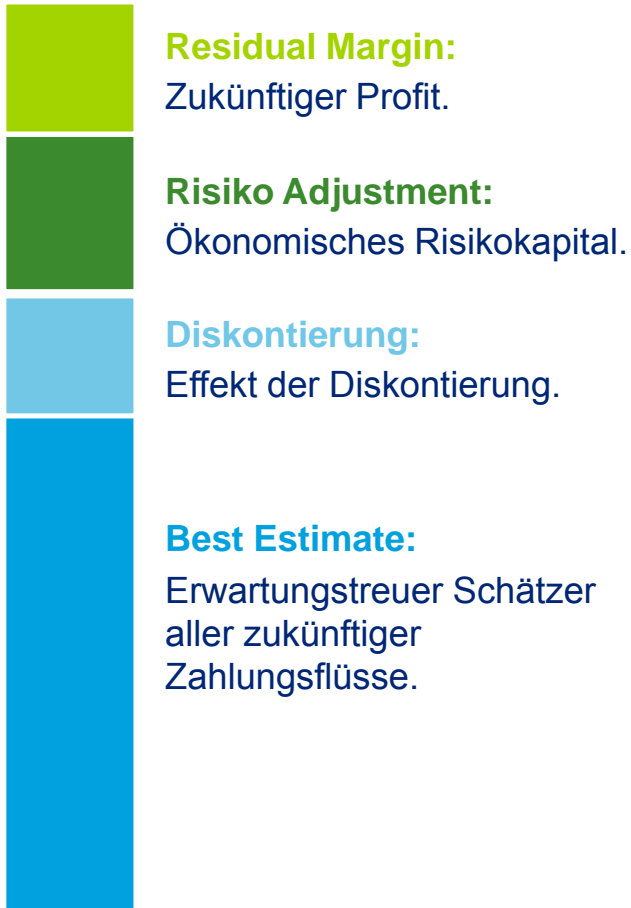 Residual Margin:
Zukünftiger Profit.
Risiko Adjustment:
Ökonomisches Risikokapital.
Diskontierung:
Effekt der Diskontierung.
Best Estimate:
Erwartungstreuer Schätzer
aller zukünftiger
Zahlungsflüsse.